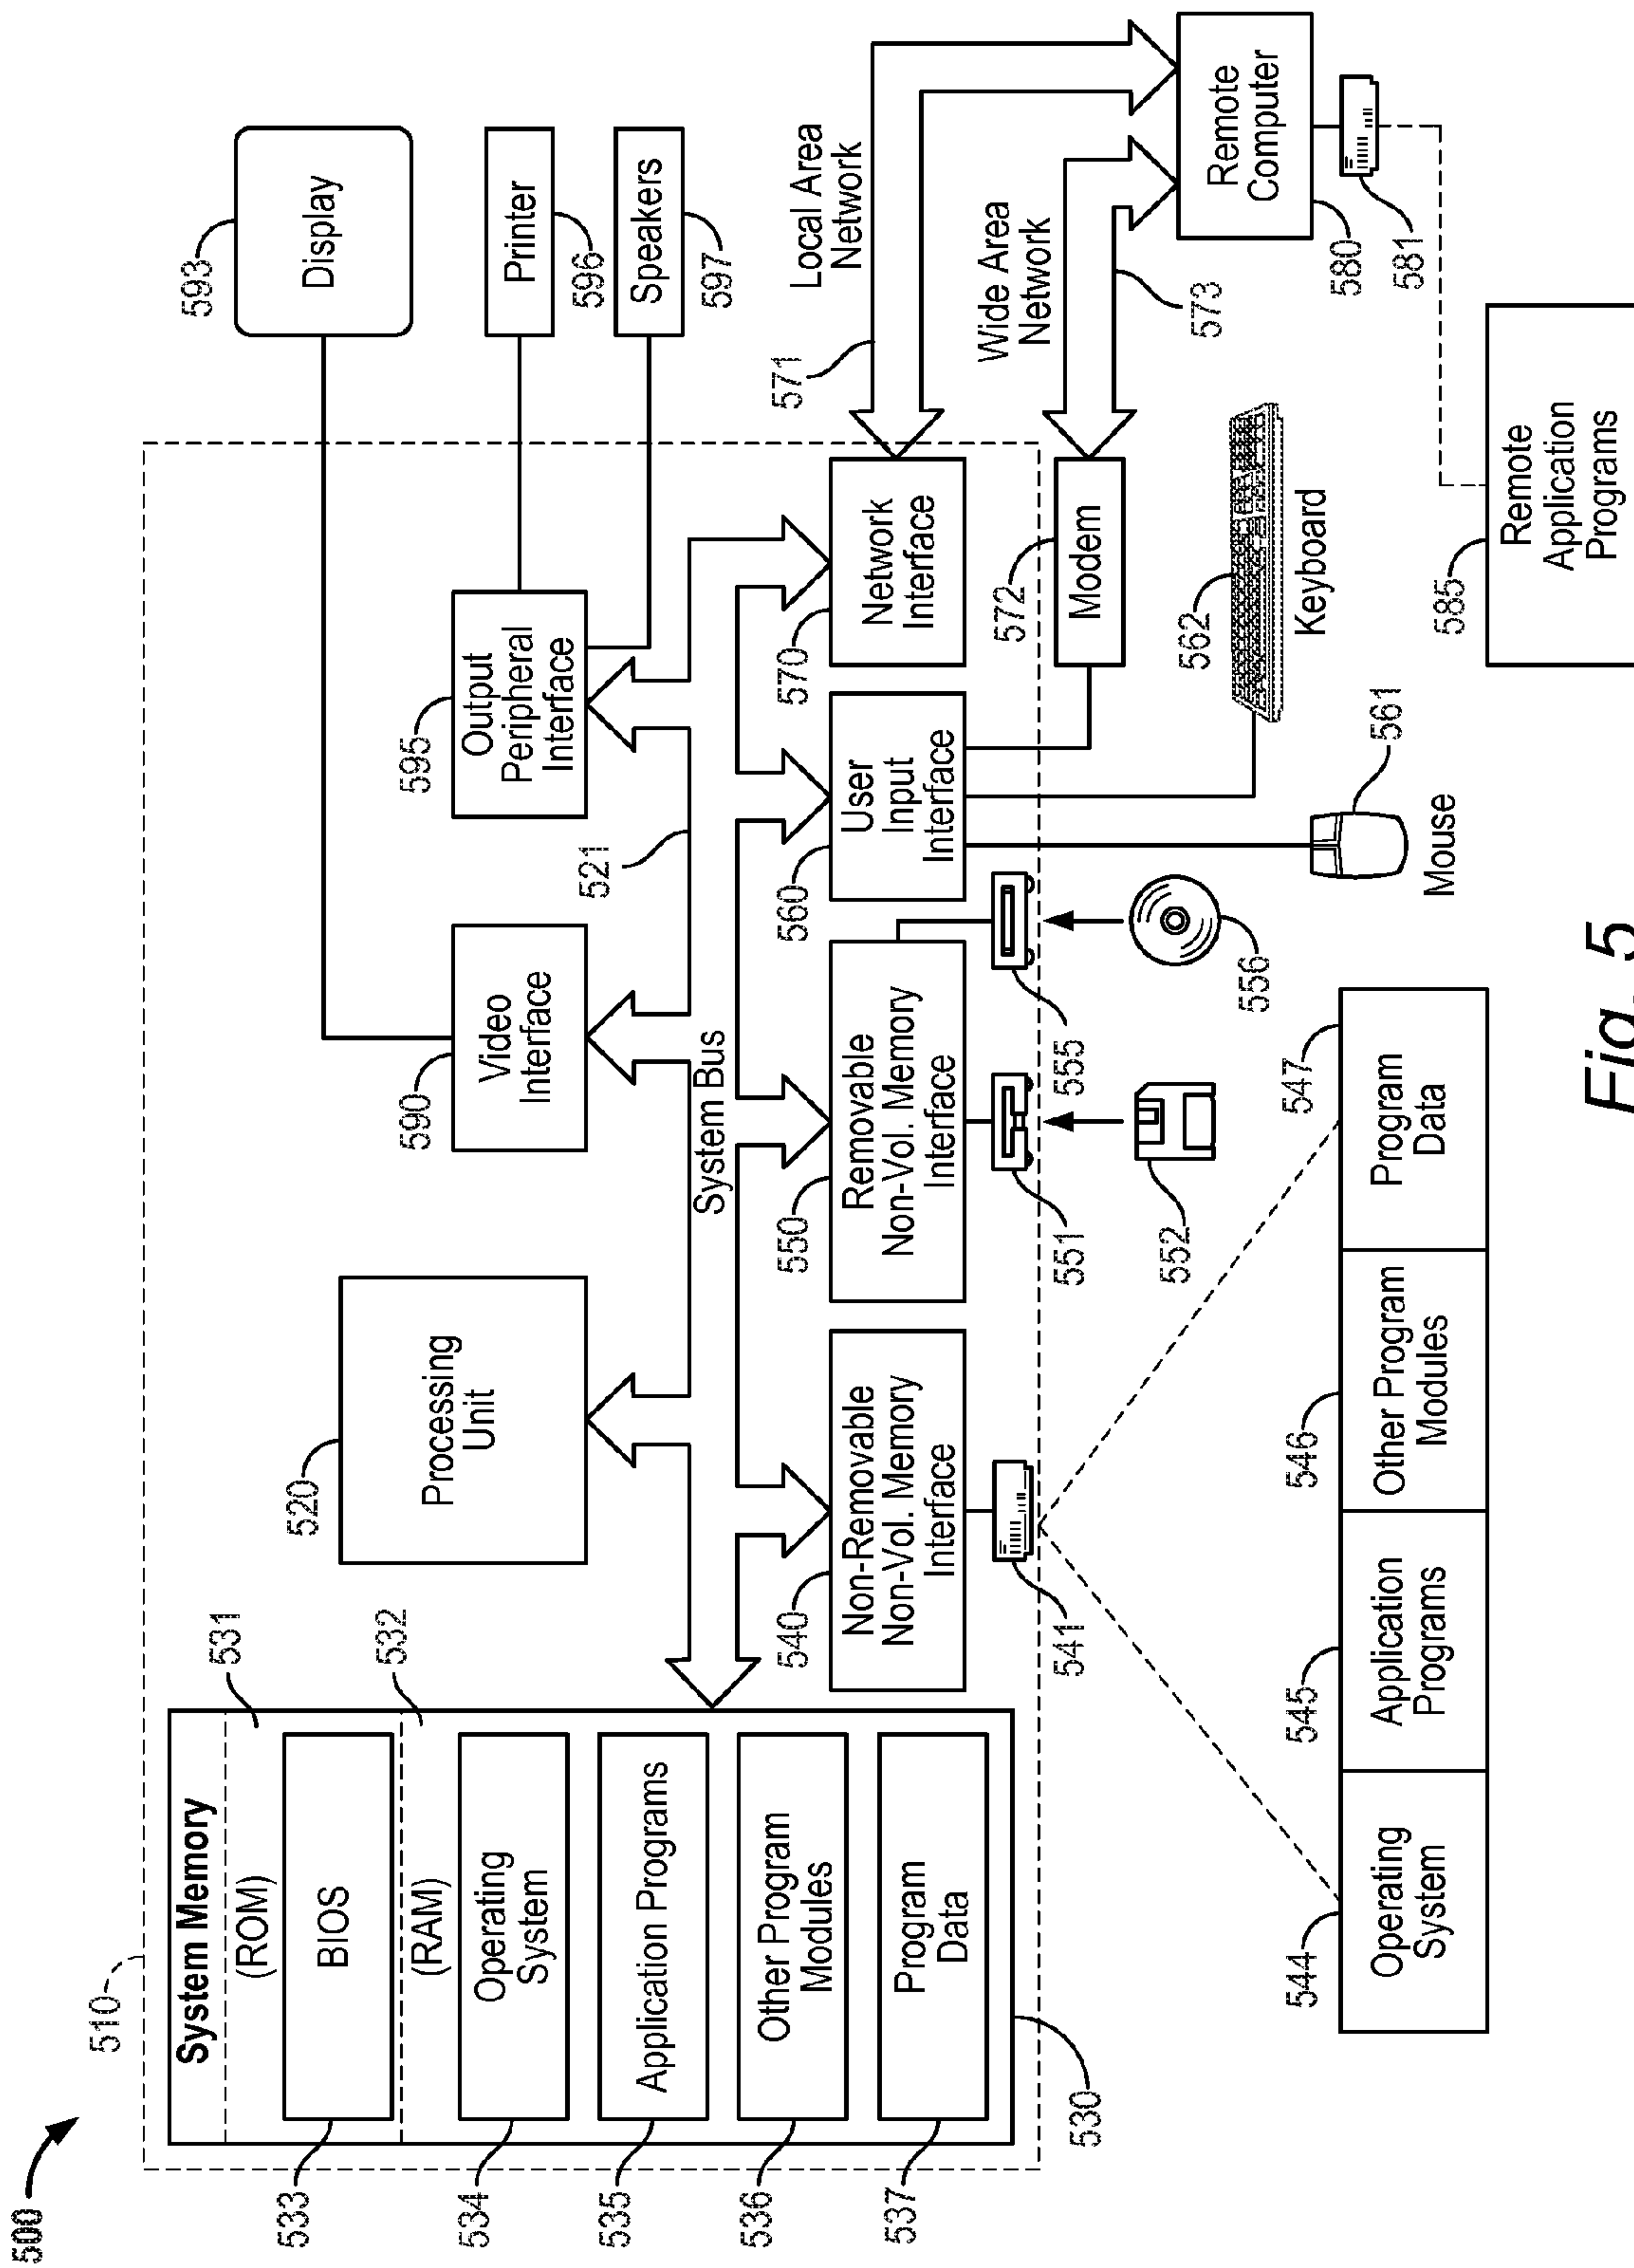 500
510
System Memory
(ROM)
531
BIOS
533
(RAM)
532
Operating
System
534
Application Programs
535
Other Program
Modules
536
Program
Data
537
530
520
Processing
Unit
590
Video
Interface
595
Output
Peripheral
Interface
593
Display
Printer
596
Speakers
597
521
System Bus
540
Non-Removable
Non-Vol. Memory
Interface
550
Removable
Non-Vol. Memory
Interface
560
User
Input
Interface
570
Network
Interface
571
Local Area
Network
572
Modem
Wide Area
Network
573
Remote
Computer
580
581
541
551
555
552
556
Mouse
561
562
Keyboard
585
Remote
Application
Programs
544
Operating
System
545
Application
Programs
546
Other Program
Modules
547
Program
Data
Fig. 5